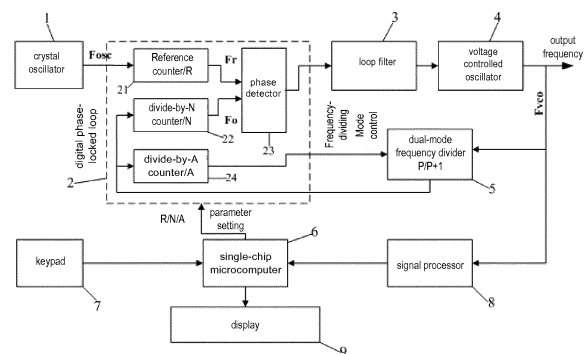 1
3
4
crystal
oscillator
Fosc
Reference
counter/R
Fr
21
phase
detector
23
loop filter
voltage
controlled
oscillator
output
frequency
Fvco
divide-by-N
counter/N
Fo
22
divide-by-A
counter/A
24
digital phase-
locked loop
2
Frequency-
dividing
Mode
control
dual-mode
frequency divider
P/P+1
5
R/N/A
parameter
setting
6
keypad
7
single-chip
microcomputer
signal processor
8
display
9